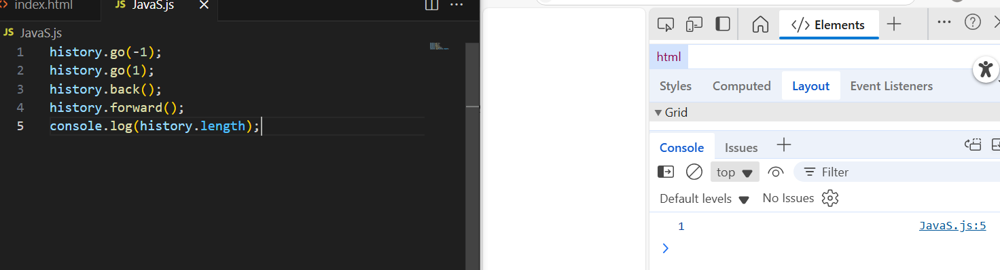 index.html
JS JavaS.js
JS JavaS.js
1 history.go(-1);
2 history.go(1);
3 history.back();
4 history.forward();
5 console.log(history.length);
</> Elements
html
Styles Computed Layout Event Listeners
Grid
Console Issues
top Filter
Default levels No Issues
1 JavaS.js:5